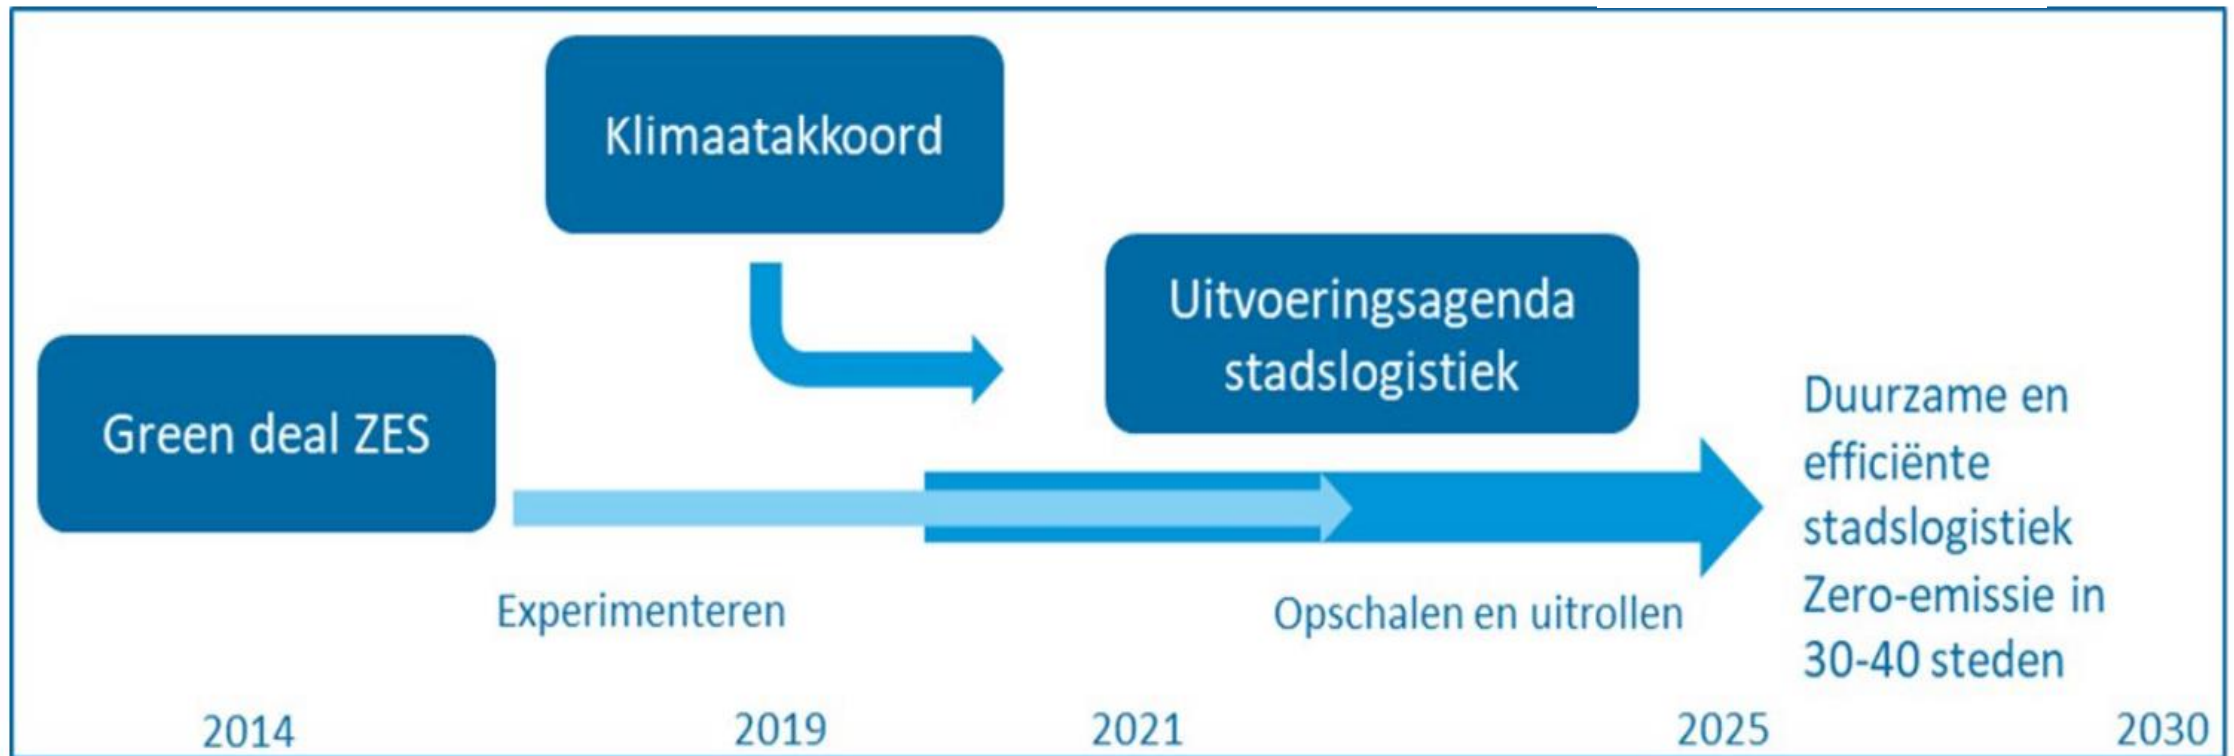 Klimaatakkoord
Uitvoeringsagenda
stadslogistiek
Green deal ZES
Duurzame en
efficiënte
stadslogistiek
Zero-emissie in
30-40 steden
Experimenteren
Opschalen en uitrollen
2014
2019
2021
2025
2030